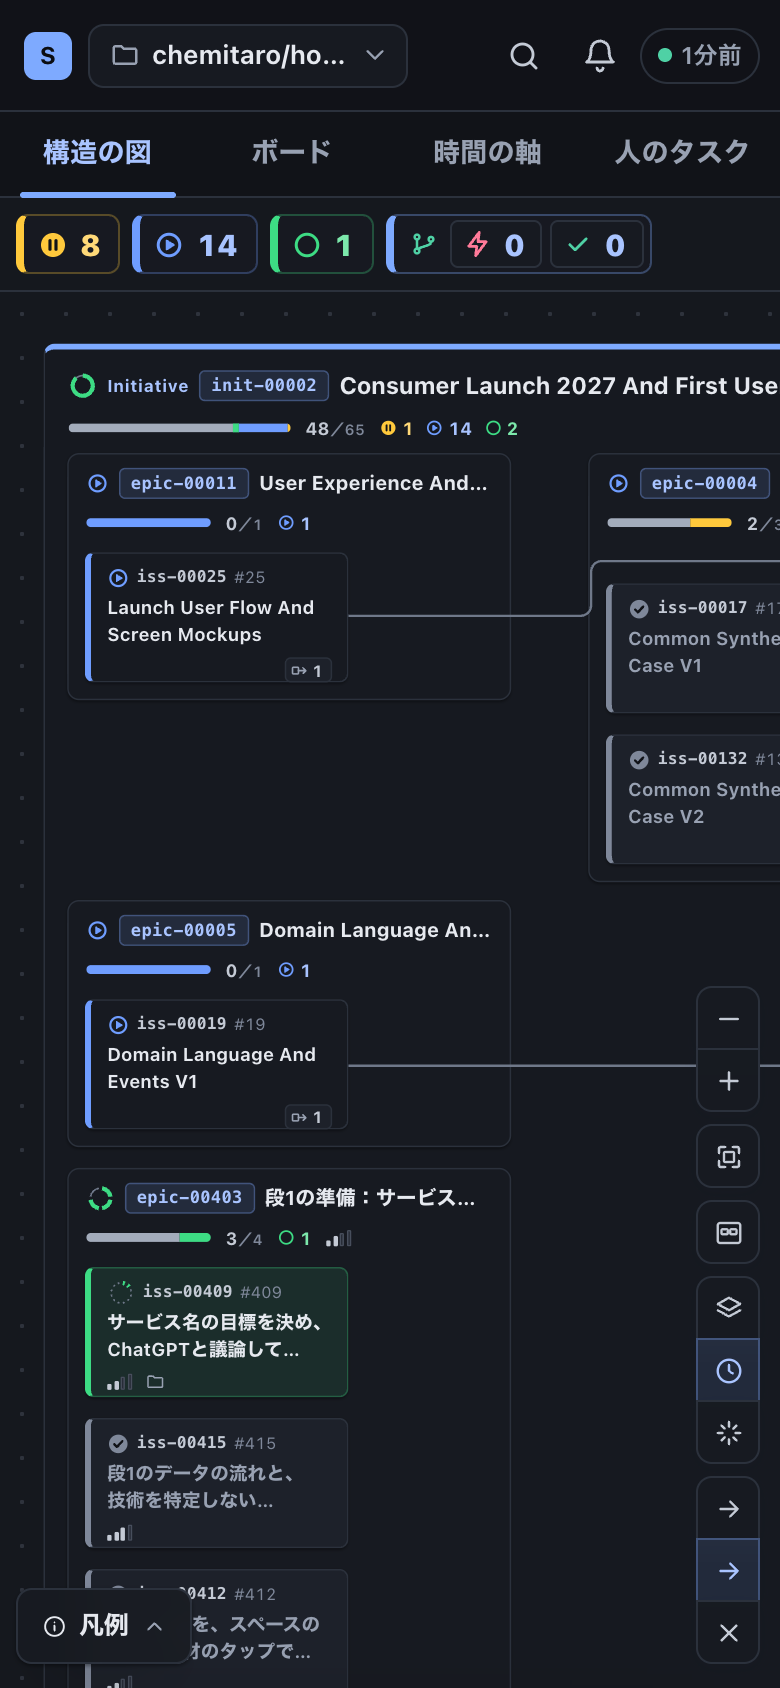 S
chemitaro/ho...
1分前
構造の図
ボード
時間の軸
人のタスク
8
14
1
0
0
Initiative
init-00002
Consumer Launch 2027 And First Use
48/65
1
14
2
epic-00011
User Experience And...
0/1
1
iss-00025 #25
Launch User Flow And
Screen Mockups
1
epic-00004
2/3
iss-00017 #17
Common Synthe
Case V1
iss-00132 #13
Common Synthe
Case V2
epic-00005
Domain Language An...
0/1
1
iss-00019 #19
Domain Language And
Events V1
1
epic-00403
段1の準備：サービス...
3/4
1
iss-00409 #409
サービス名の目標を決め、
ChatGPTと議論して...
iss-00415 #415
段1のデータの流れと、
技術を特定しない...
00412 #412
を、スペースの
のタップで...
凡例